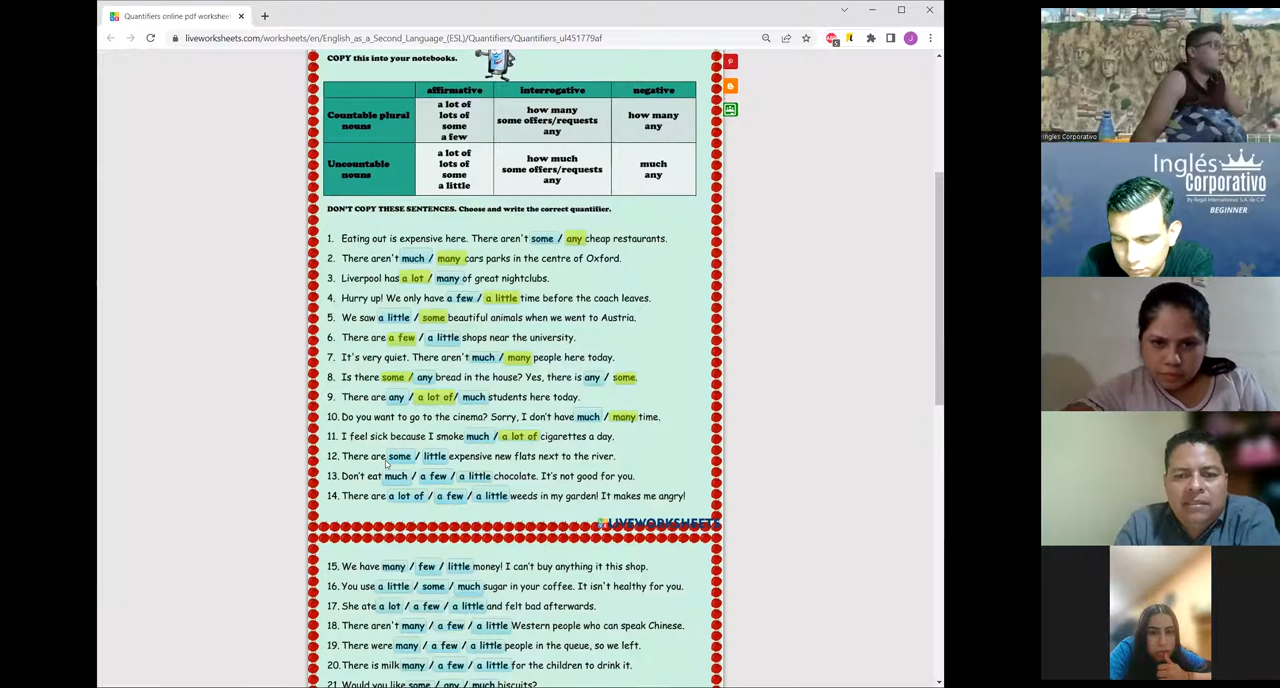 Quantifiers online pdf workshee
liveworksheets.com/worksheets/en/English_as_a_Second_Language_(ESL)/Quantifiers/Quantifiers_ul451779af
COPY this into your notebooks.
affirmative interrogative negative
Countable plural nouns
a lot of
lots of
some
a few
how many
some offers/requests
any
how many
any
Uncountable nouns
a lot of
lots of
some
a little
how much
some offers/requests
any
much
any
DON'T COPY THESE SENTENCES. Choose and write the correct quantifier.
1. Eating out is expensive here. There aren't some / any cheap restaurants.
2. There aren't much / many cars parks in the centre of Oxford.
3. Liverpool has a lot / many of great nightclubs.
4. Hurry up! We only have a few / a little time before the coach leaves.
5. We saw a little / some beautiful animals when we went to Austria.
6. There are a few / a little shops near the university.
7. It's very quiet. There aren't much / many people here today.
8. Is there some / any bread in the house? Yes, there is any / some.
9. There are any / a lot of / much students here today.
10. Do you want to go to the cinema? Sorry, I don't have much / many time.
11. I feel sick because I smoke much / a lot of cigarettes a day.
12. There are some / little expensive new flats next to the river.
13. Don't eat much / a few / a little chocolate. It's not good for you.
14. There are a lot of / a few / a little weeds in my garden! It makes me angry!
LIVEWORKSHEETS
15. We have many / few / little money! I can't buy anything it this shop.
16. You use a little / some / much sugar in your coffee. It isn't healthy for you.
17. She ate a lot / a few / a little and felt bad afterwards.
18. There aren't many / a few / a little Western people who can speak Chinese.
19. There were many / a few / a little people in the queue, so we left.
20. There is milk many / a few / a little for the children to drink it.
21. Would you like some / any / much biscuits?
Inglés Corporativo
Inglés
Corporativo
By Regal International, S.A. de C.V.
BEGINNER